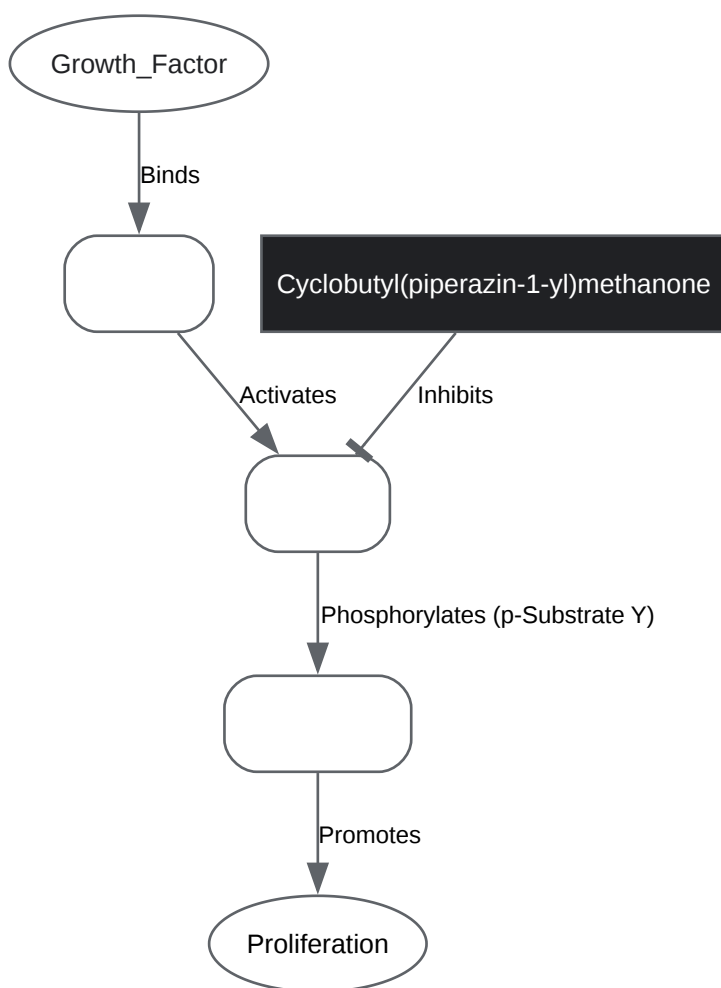 Growth_Factor
Binds
Cyclobutyl(piperazin-1-yl)methanone
Activates
Inhibits
Phosphorylates (p-Substrate Y)
Promotes
Proliferation